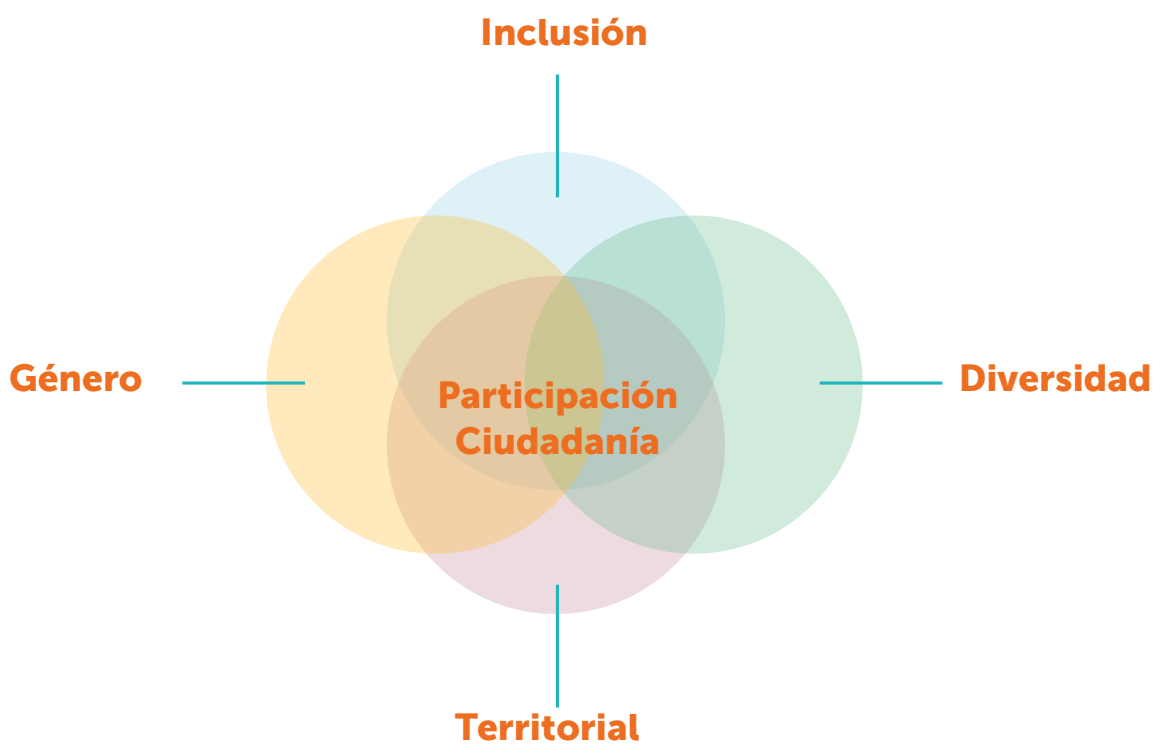 Inclusión
Género
Participación
Ciudadanía
Diversidad
Territorial